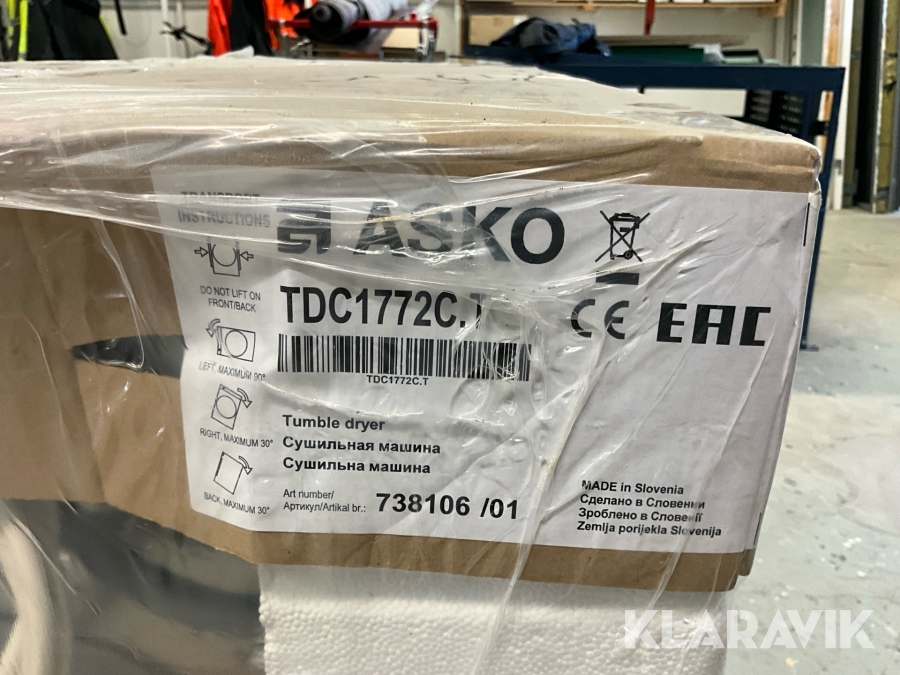 TRANSPORT
INSTRUCTIONS
DO NOT LIFT ON
FRONT/BACK
LEFT, MAXIMUM 90°
RIGHT, MAXIMUM 30°
BACK, MAXIMUM 30°
ASKO
TDC1772C.T
CE EAC
TDC1772C.T
Tumble dryer
Сушильная машина
Сушильна машина
Art number/
Артикул/Artikal br.: 738106 /01
MADE in Slovenia
Сделано в Словении
Зроблено в Словенії
Zemlja porijekla Slovenija
KLARAVIK